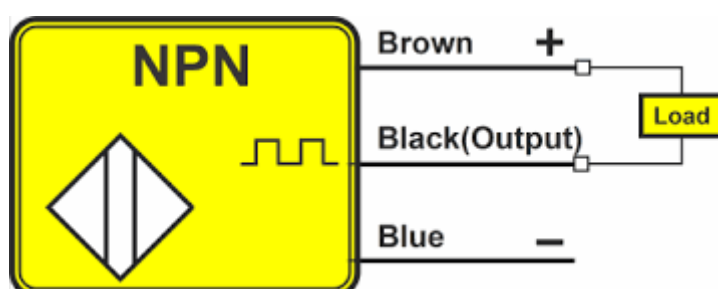 NPN
Brown +
Load
Black(Output)
Blue −